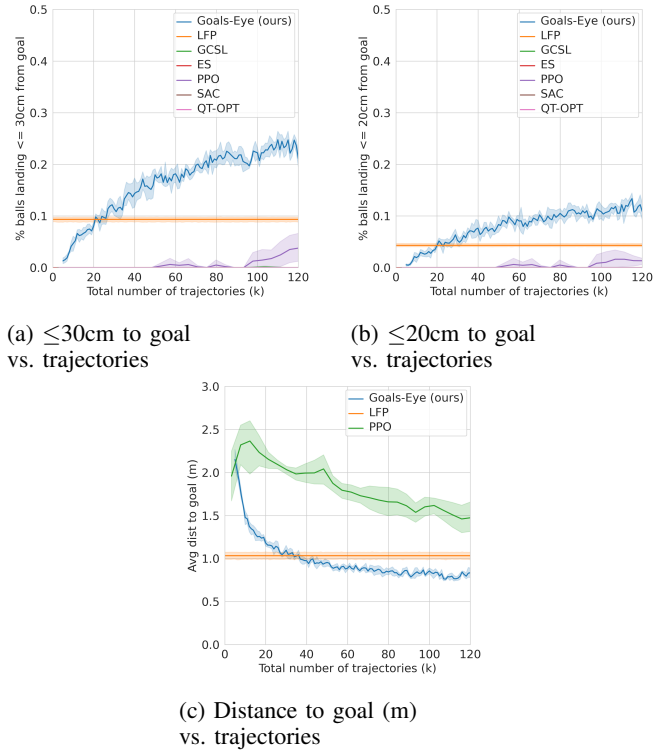 0.5
0.4
0.3
0.2
0.1
0.0
% balls landing <= 30cm from goal
Goals-Eye (ours)
LFP
GCSL
ES
PPO
SAC
QT-OPT
0 20 40 60 80 100 120
Total number of trajectories (k)
0.5
0.4
0.3
0.2
0.1
0.0
% balls landing <= 20cm from goal
Goals-Eye (ours)
LFP
GCSL
ES
PPO
SAC
QT-OPT
0 20 40 60 80 100 120
Total number of trajectories (k)
(a) ≤30cm to goal
vs. trajectories
(b) ≤20cm to goal
vs. trajectories
3.0
2.5
2.0
1.5
1.0
0.5
0.0
Avg dist to goal (m)
Goals-Eye (ours)
LFP
PPO
0 20 40 60 80 100 120
Total number of trajectories (k)
(c) Distance to goal (m)
vs. trajectories